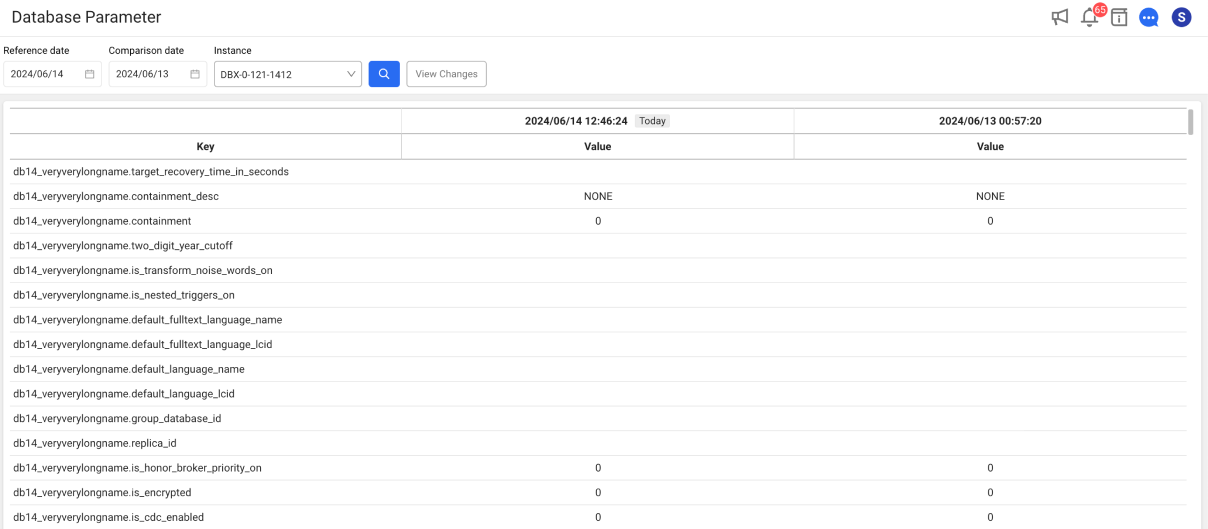 Database Parameter
65
S
Reference date Comparison date Instance
2024/06/14 2024/06/13 DBX-0-121-1412 View Changes
2024/06/14 12:46:24 Today 2024/06/13 00:57:20
Key Value Value
db14_veryverylongname.target_recovery_time_in_seconds
db14_veryverylongname.containment_desc NONE NONE
db14_veryverylongname.containment 0 0
db14_veryverylongname.two_digit_year_cutoff
db14_veryverylongname.is_transform_noise_words_on
db14_veryverylongname.is_nested_triggers_on
db14_veryverylongname.default_fulltext_language_name
db14_veryverylongname.default_fulltext_language_lcid
db14_veryverylongname.default_language_name
db14_veryverylongname.default_language_lcid
db14_veryverylongname.group_database_id
db14_veryverylongname.replica_id
db14_veryverylongname.is_honor_broker_priority_on 0 0
db14_veryverylongname.is_encrypted 0 0
db14_veryverylongname.is_cdc_enabled 0 0